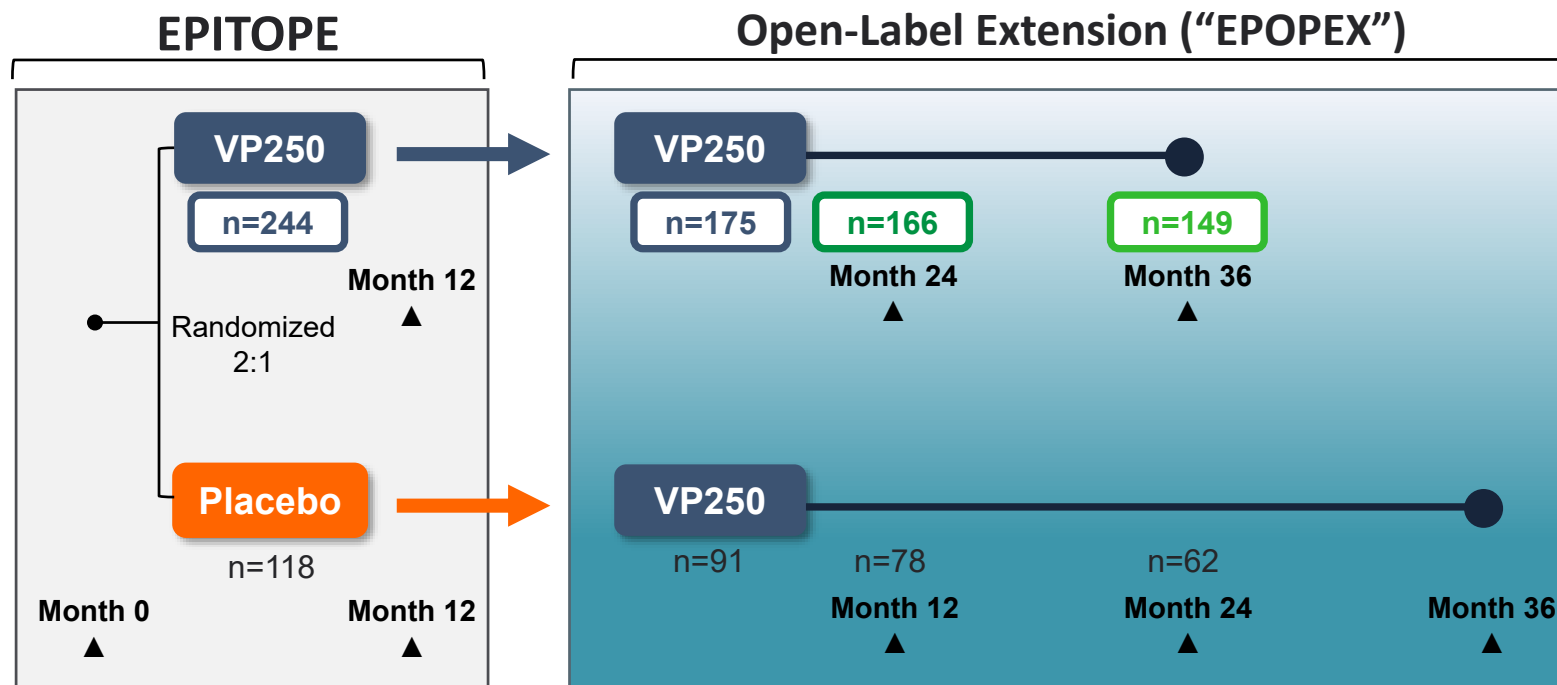 EPITOPE
Open-Label Extension (“EPOPEX”)
VP250
n=244
Month 12
▲
Randomized
2:1
Placebo
n=118
Month 0
▲
Month 12
▲
VP250
n=175
n=166
n=149
Month 24
▲
Month 36
▲
VP250
n=91
n=78
n=62
Month 12
▲
Month 24
▲
Month 36
▲